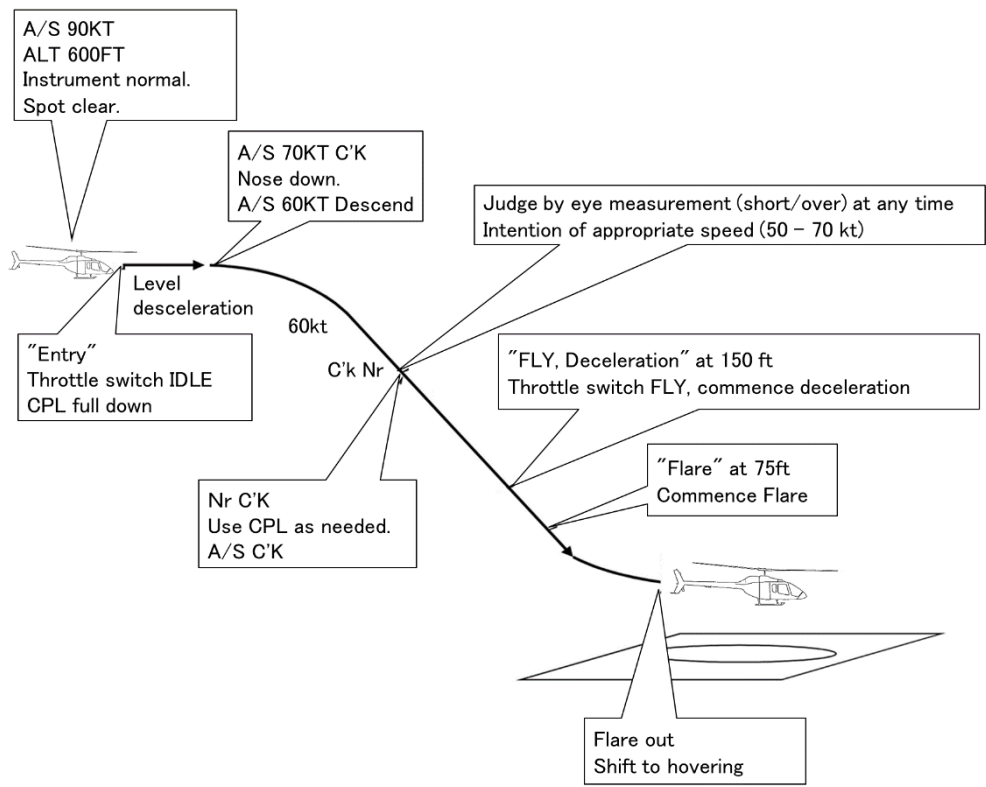 A/S 90KT
ALT 600FT
Instrument normal.
Spot clear.
A/S 70KT C'K
Nose down.
A/S 60KT Descend
Judge by eye measurement (short/over) at any time
Intention of appropriate speed (50 - 70 kt)
Level
desceleration
60kt
"Entry"
Throttle switch IDLE
CPL full down
C'k Nr
"FLY, Deceleration" at 150 ft
Throttle switch FLY, commence deceleration
Nr C'K
Use CPL as needed.
A/S C'K
"Flare" at 75ft
Commence Flare
Flare out
Shift to hovering